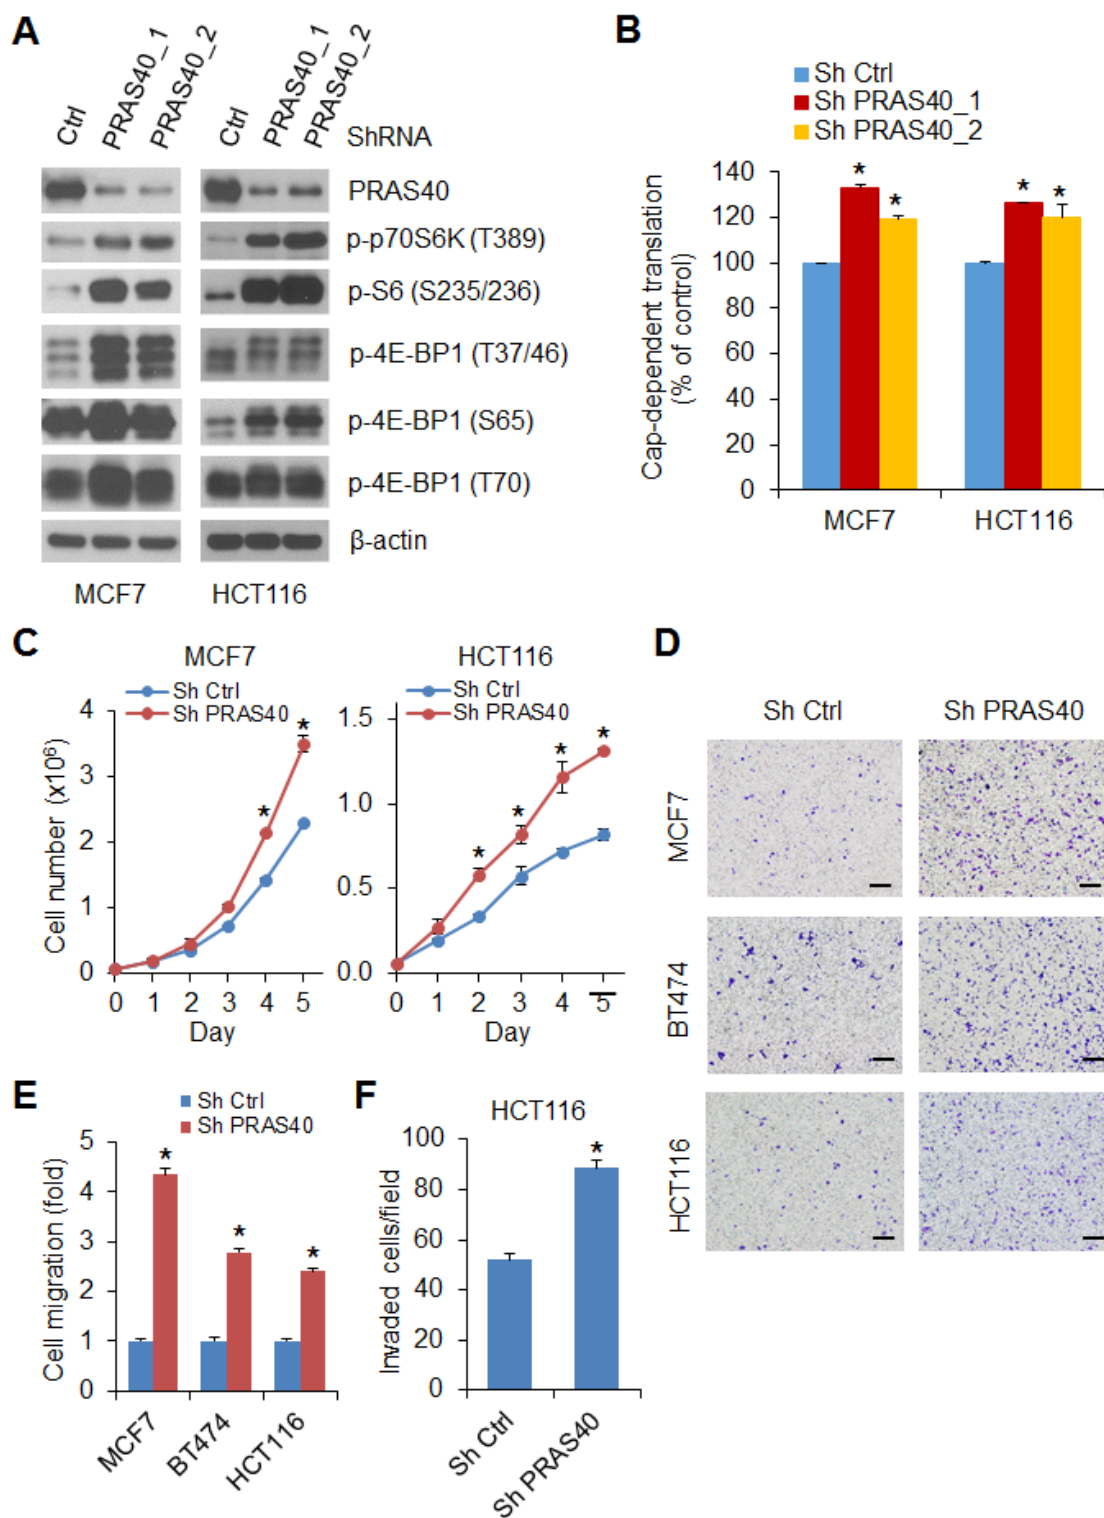 A
Ctrl
PRAS40_1
PRAS40_2
Ctrl
PRAS40_1
PRAS40_2
ShRNA
PRAS40
p-p70S6K (T389)
p-S6 (S235/236)
p-4E-BP1 (T37/46)
p-4E-BP1 (S65)
p-4E-BP1 (T70)
β-actin
MCF7
HCT116
B
Sh Ctrl
Sh PRAS40_1
Sh PRAS40_2
Cap-dependent translation
(% of control)
140
120
100
80
60
40
20
0
* * * *
MCF7
HCT116
C
MCF7
Sh Ctrl
Sh PRAS40
Cell number (x10⁶)
4
3
2
1
0
* *
0 1 2 3 4 5
Day
HCT116
Sh Ctrl
Sh PRAS40
1.5
1.0
0.5
0.0
* * * *
0 1 2 3 4 5
Day
D
Sh Ctrl
Sh PRAS40
MCF7
BT474
HCT116
E
Sh Ctrl
Sh PRAS40
Cell migration (fold)
5
4
3
2
1
0
* * *
MCF7
BT474
HCT116
F
HCT116
Invaded cells/field
100
80
60
40
20
0
*
Sh Ctrl
Sh PRAS40